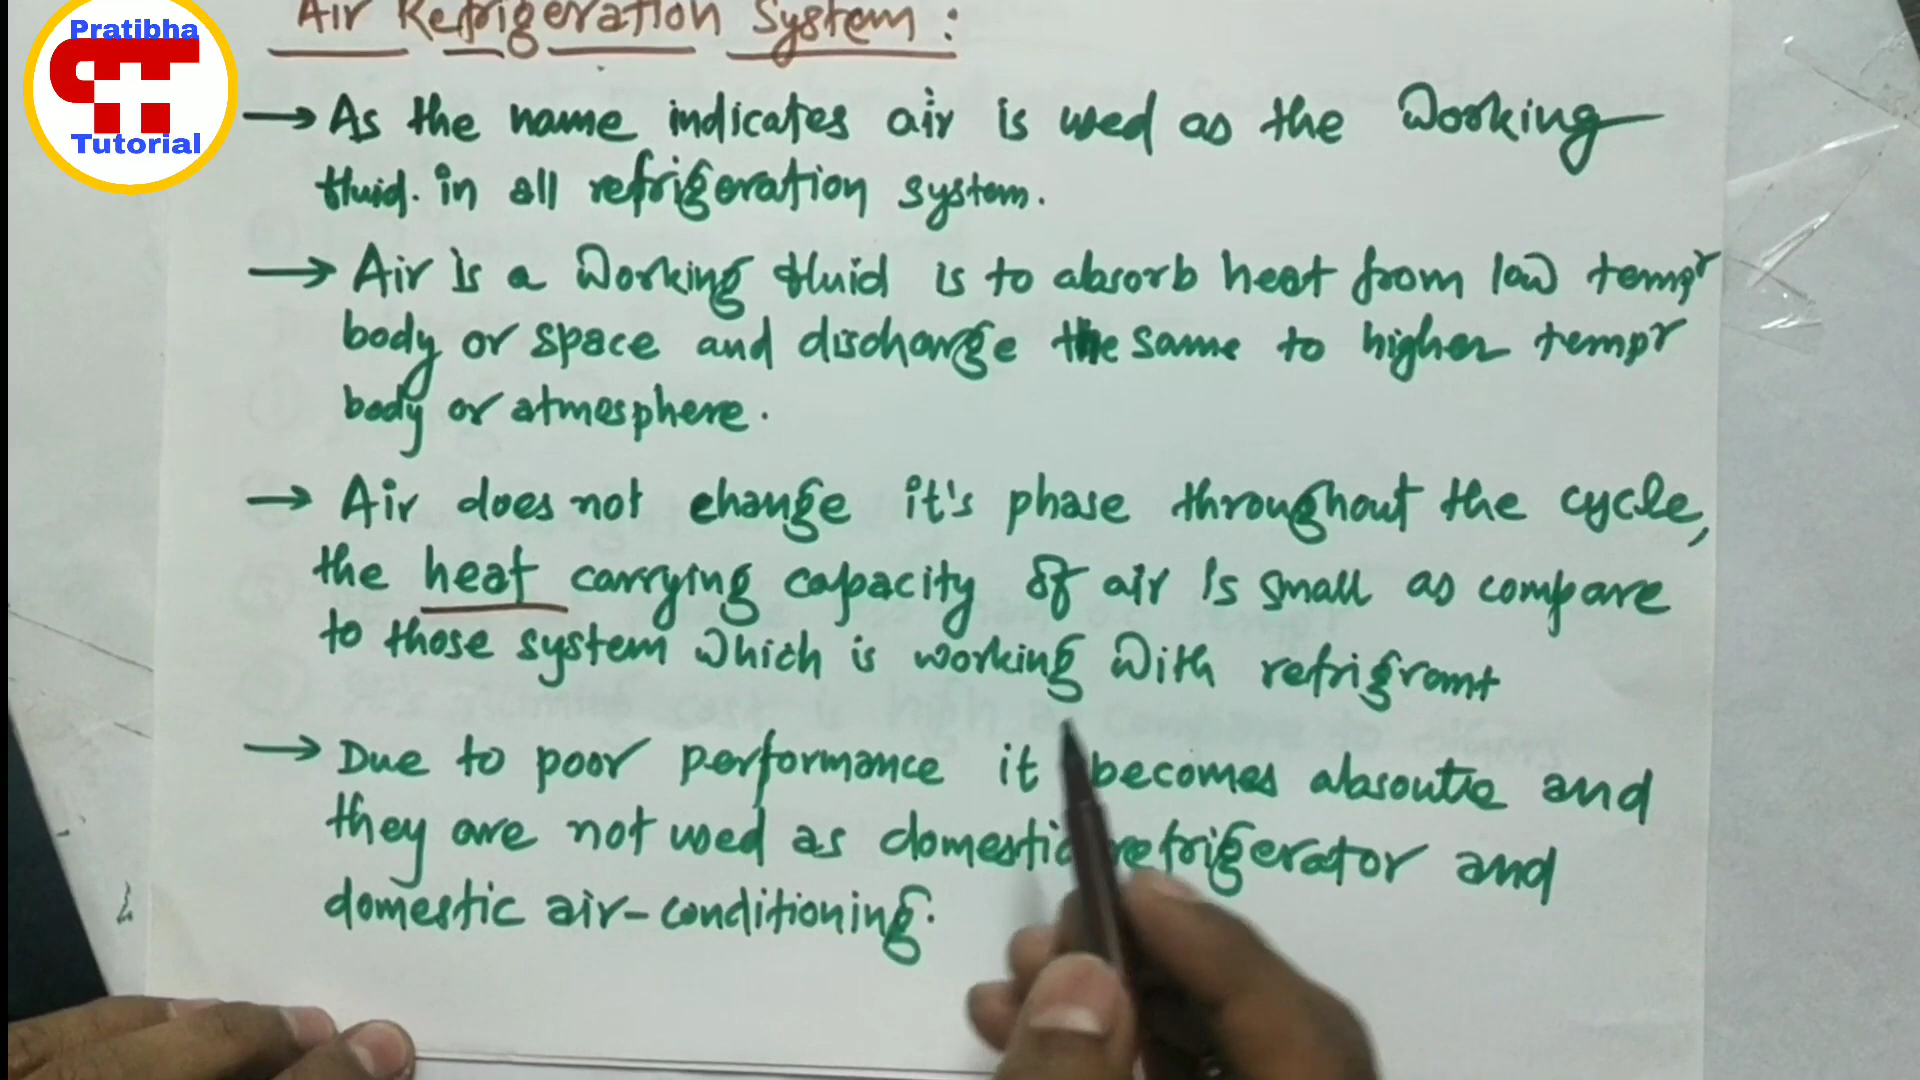 Pratibha
Tutorial
Air Refrigeration System :
→ As the name indicates air is used as the Working
fluid. in all refrigeration system.
→ Air is a Working fluid is to absorb heat from low tempr
body or space and discharge the same to higher tempr
body or atmosphere.
→ Air does not change it's phase throughout the cycle,
the heat carrying capacity of air is small as compare
to those system which is working with refrigrant
→ Due to poor performance it becomes absoute and
they are not used as domestic refrigerator and
domestic air-conditioning.